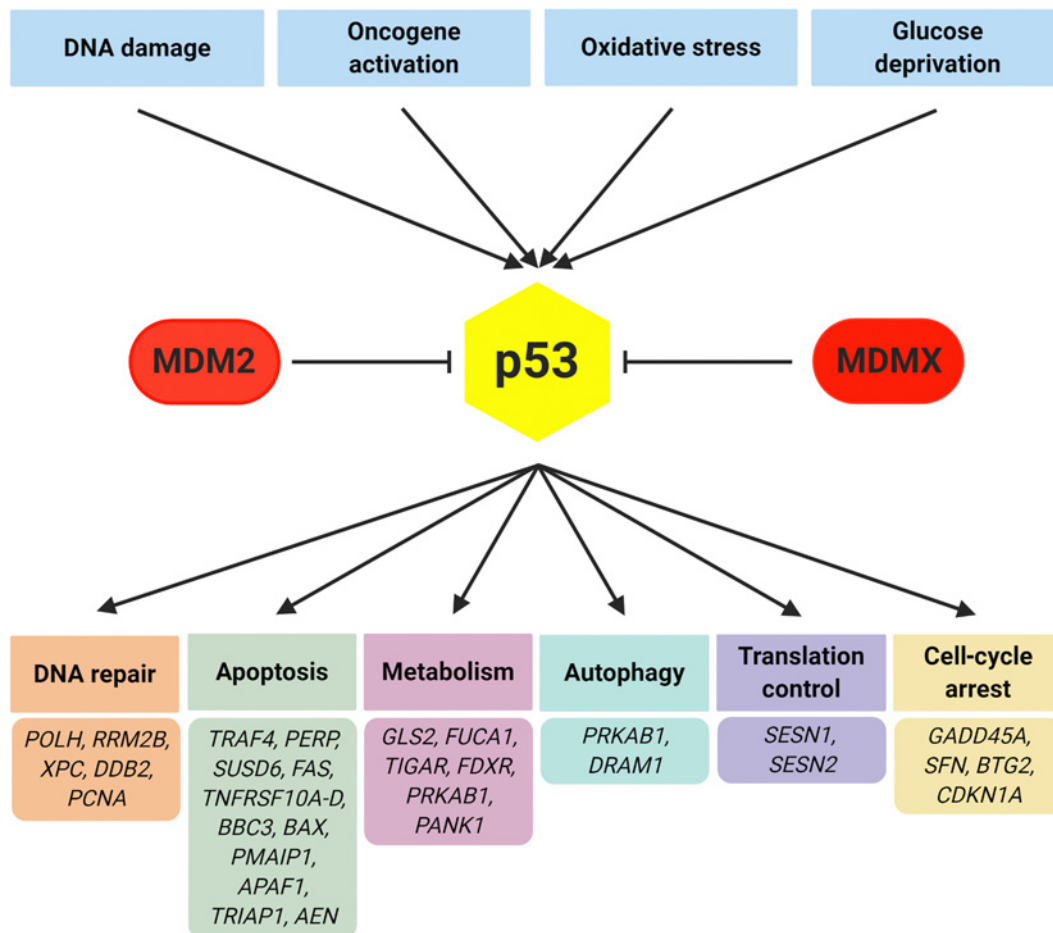 DNA damage
Oncogene
activation
Oxidative stress
Glucose
deprivation
MDM2
p53
MDMX
DNA repair
POLH, RRM2B,
XPC, DDB2,
PCNA
Apoptosis
TRAF4, PERP,
SUSD6, FAS,
TNFRSF10A-D,
BBC3, BAX,
PMAIP1,
APAF1,
TRIAP1, AEN
Metabolism
GLS2, FUCA1,
TIGAR, FDXR,
PRKAB1,
PANK1
Autophagy
PRKAB1,
DRAM1
Translation
control
SESN1,
SESN2
Cell-cycle
arrest
GADD45A,
SFN, BTG2,
CDKN1A